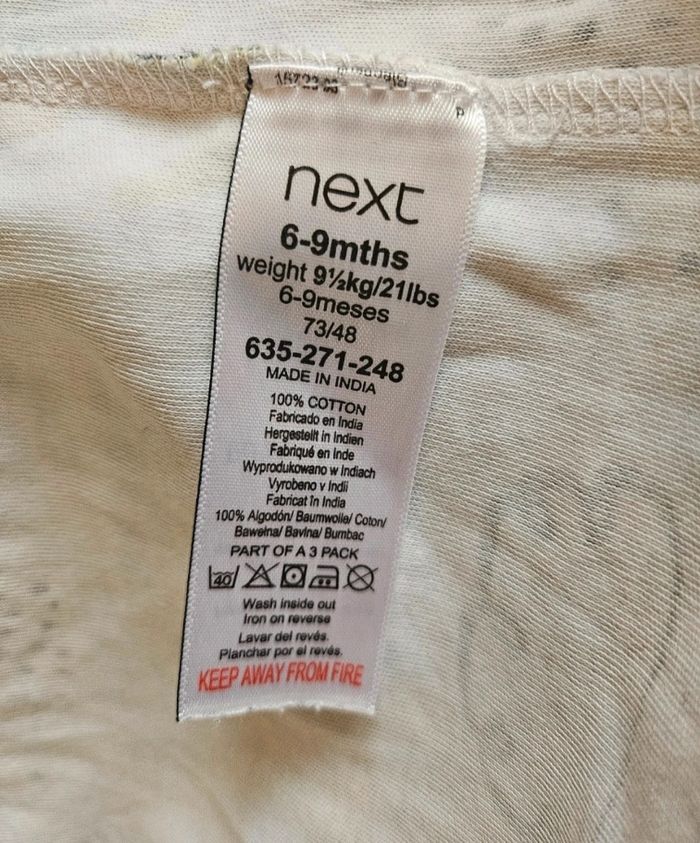 next
6-9mths
weight 9½kg/21lbs
6-9meses
73/48
635-271-248
MADE IN INDIA
100% COTTON
Fabricado en India
Hergestellt in Indien
Fabriqué en Inde
Wyprodukowano w Indiach
Vyrobeno v Indii
Fabricat în India
100% Algodón/ Baumwolle/ Coton/
Bawełna/ Bavlna/ Bumbac
PART OF A 3 PACK
40
Wash inside out
Iron on reverse
Lavar del revés.
Planchar por el revés.
KEEP AWAY FROM FIRE